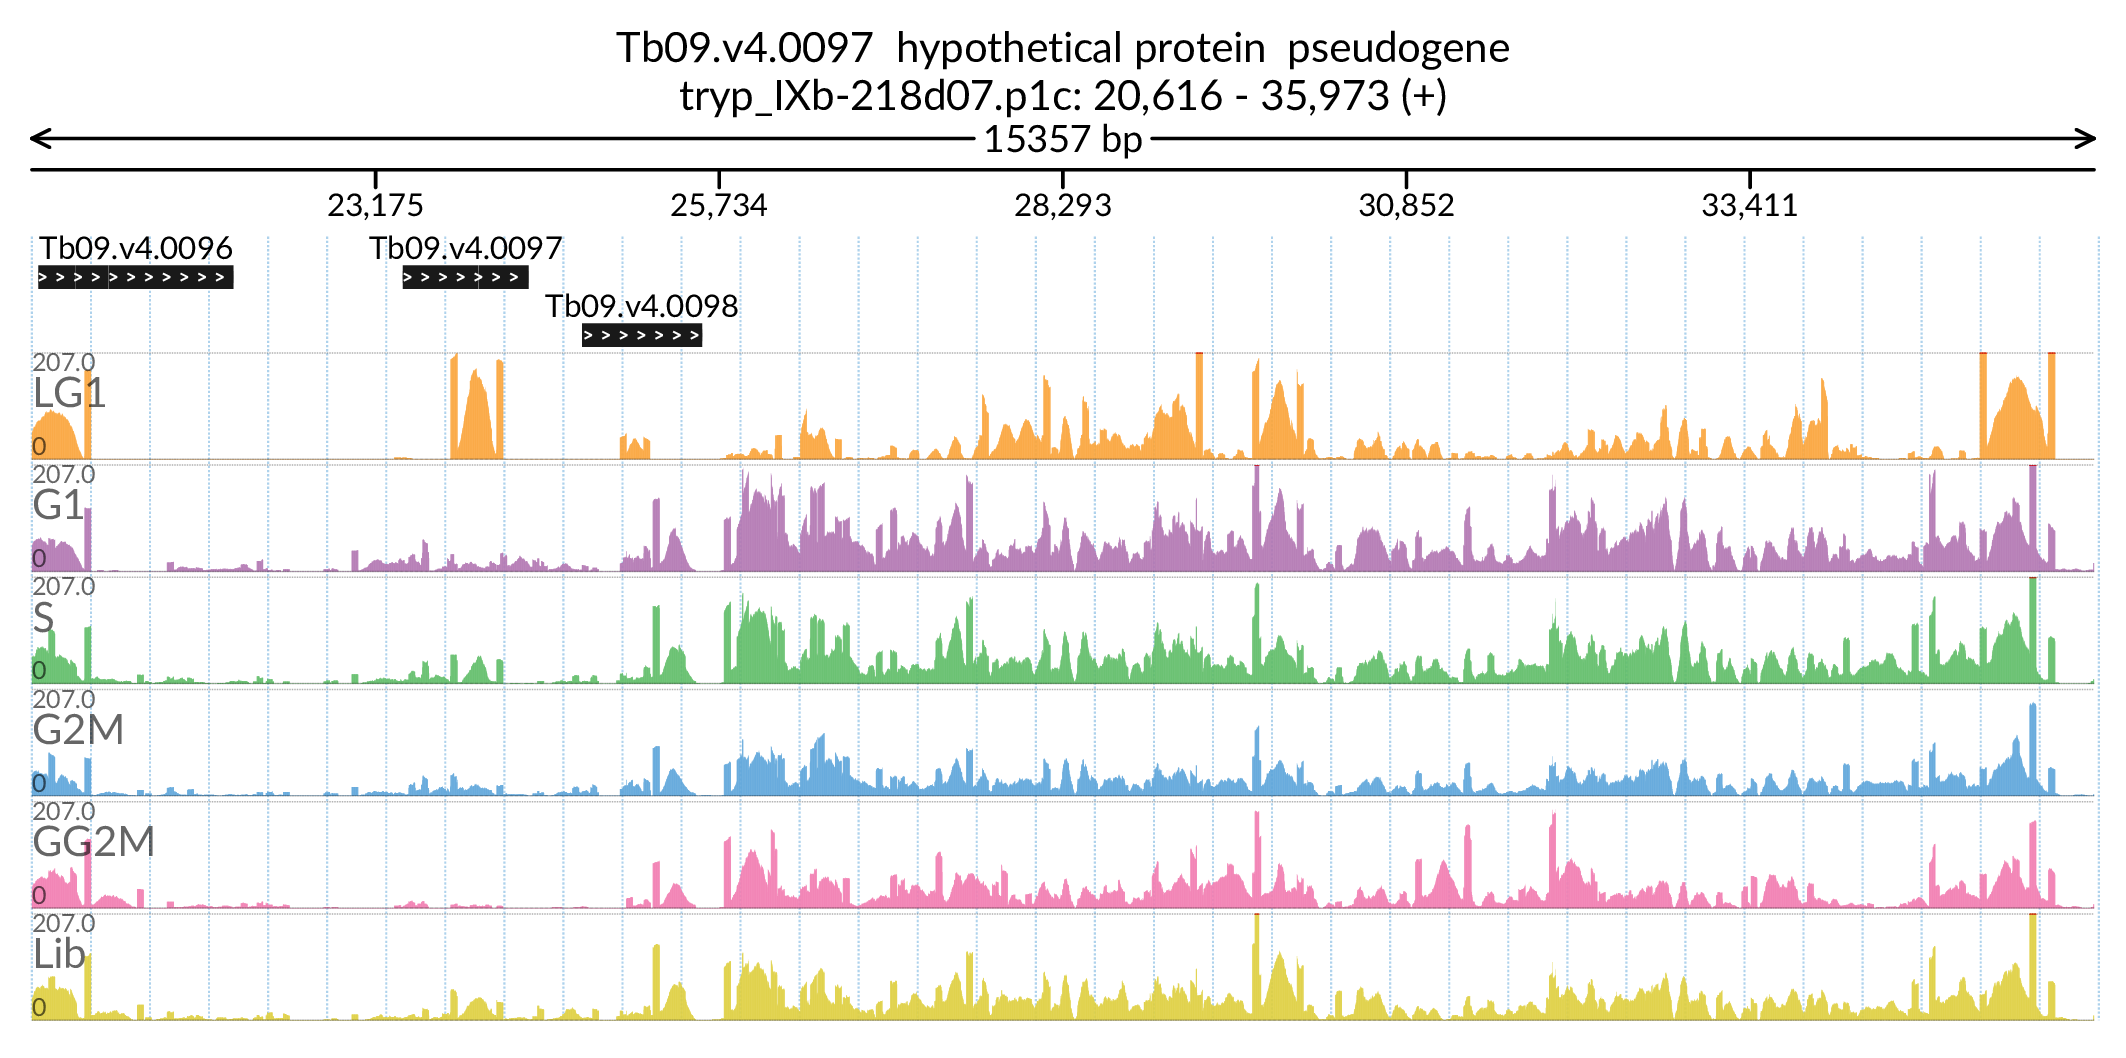 Tb09.v4.0097 hypothetical protein pseudogene
tryp_IXb-218d07.p1c: 20,616 - 35,973 (+)
15357 bp
23,175 25,734 28,293 30,852 33,411
Tb09.v4.0096 Tb09.v4.0097
> > > > > > > > > > > > > > > > > >
Tb09.v4.0098
> > > > > > >
207.0
LG1
0
207.0
G1
0
207.0
S
0
207.0
G2M
0
207.0
GG2M
0
207.0
Lib
0